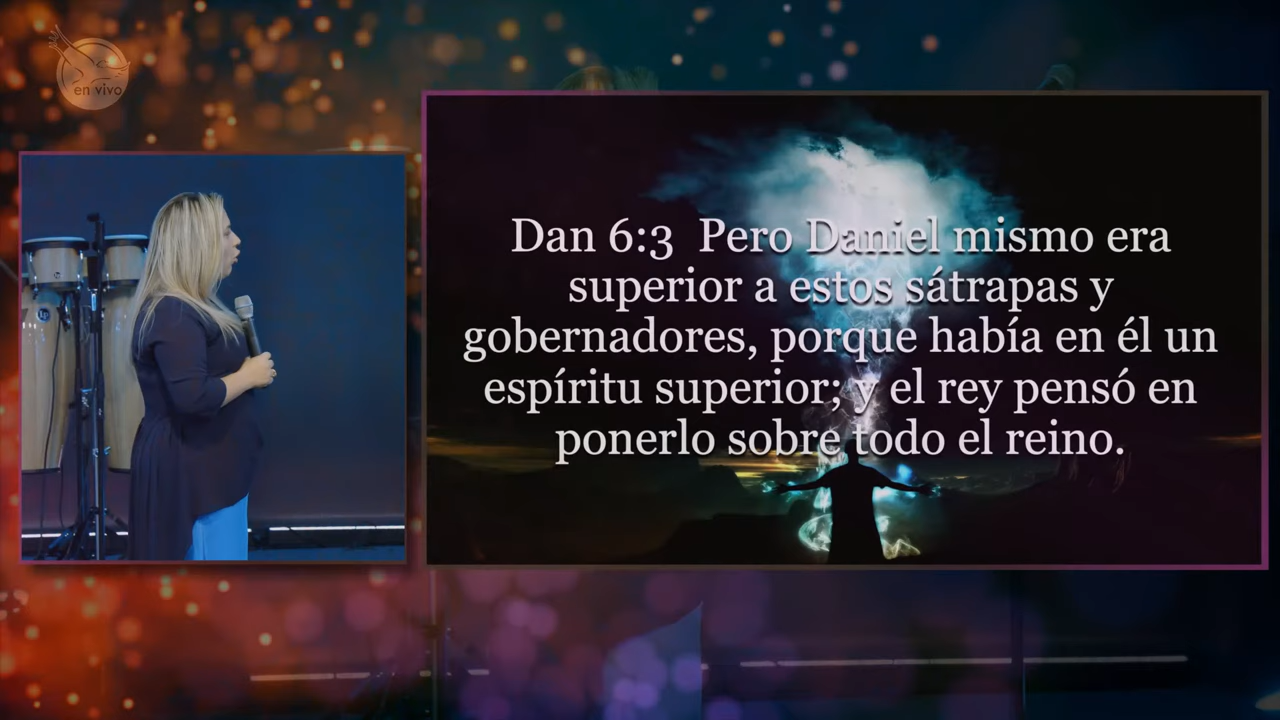 en vivo
Dan 6:3 Pero Daniel mismo era
superior a estos sátrapas y
gobernadores, porque había en él un
espíritu superior; y el rey pensó en
ponerlo sobre todo el reino.
LP